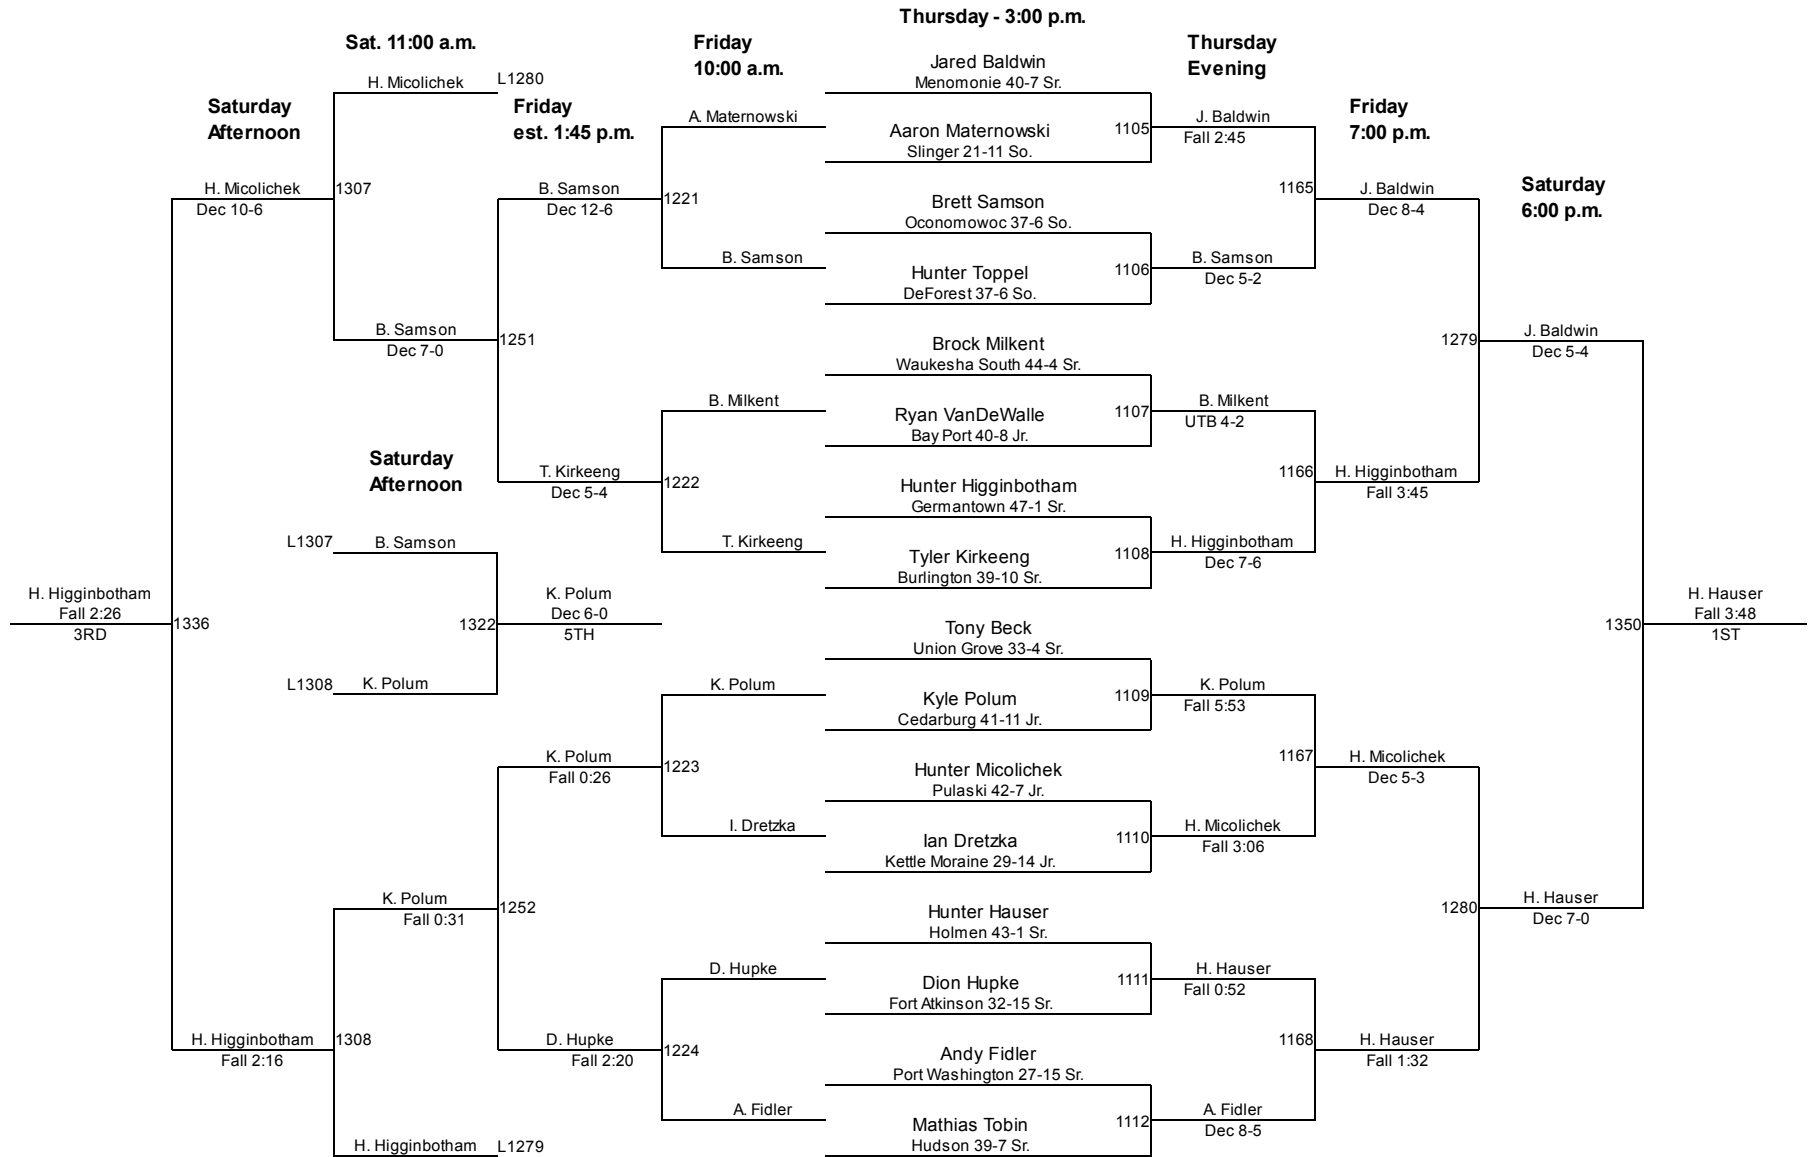 Thursday - 3:00 p.m.
Sat. 11:00 a.m.
Friday
10:00 a.m.
Thursday
Evening
Saturday
Afternoon
Friday
est. 1:45 p.m.
Friday
7:00 p.m.
Saturday
6:00 p.m.
Saturday
Afternoon
Jared Baldwin
Menomonie 40-7 Sr.
Aaron Maternowski
Slinger 21-11 So.
1105
Brett Samson
Oconomowoc 37-6 So.
Hunter Toppel
DeForest 37-6 So.
1106
Brock Milkent
Waukesha South 44-4 Sr.
Ryan VanDeWalle
Bay Port 40-8 Jr.
1107
Hunter Higginbotham
Germantown 47-1 Sr.
Tyler Kirkeeng
Burlington 39-10 Sr.
1108
Tony Beck
Union Grove 33-4 Sr.
Kyle Polum
Cedarburg 41-11 Jr.
1109
Hunter Micolichek
Pulaski 42-7 Jr.
Ian Dretzka
Kettle Moraine 29-14 Jr.
1110
Hunter Hauser
Holmen 43-1 Sr.
Dion Hupke
Fort Atkinson 32-15 Sr.
1111
Andy Fidler
Port Washington 27-15 Sr.
Mathias Tobin
Hudson 39-7 Sr.
1112
J. Baldwin
Fall 2:45
1165
B. Samson
Dec 5-2
B. Milkent
UTB 4-2
1166
H. Higginbotham
Dec 7-6
K. Polum
Fall 5:53
1167
H. Micolichek
Fall 3:06
H. Hauser
Fall 0:52
1168
A. Fidler
Dec 8-5
J. Baldwin
Dec 8-4
1279
H. Higginbotham
Fall 3:45
H. Micolichek
Dec 5-3
1280
H. Hauser
Fall 1:32
J. Baldwin
Dec 5-4
1350
H. Hauser
Dec 7-0
H. Hauser
Fall 3:48
1ST
A. Maternowski
1221
B. Samson
B. Milkent
1222
T. Kirkeeng
K. Polum
1223
I. Dretzka
D. Hupke
1224
A. Fidler
B. Samson
Dec 12-6
1251
T. Kirkeeng
Dec 5-4
K. Polum
Fall 0:26
1252
D. Hupke
Fall 2:20
H. Micolichek
L1280
1307
B. Samson
Dec 7-0
L1307
B. Samson
1322
L1308
K. Polum
K. Polum
Dec 6-0
5TH
K. Polum
Fall 0:31
1308
H. Higginbotham
L1279
H. Micolichek
Dec 10-6
1336
H. Higginbotham
Fall 2:16
H. Higginbotham
Fall 2:26
3RD